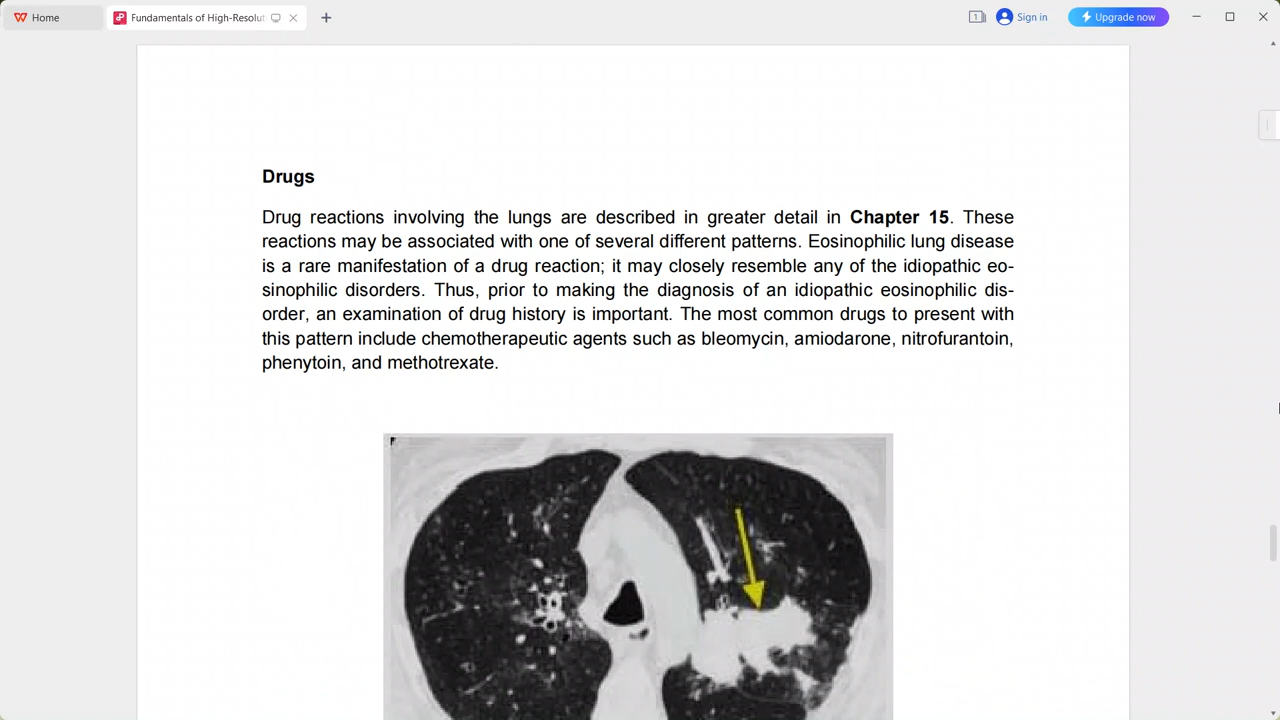 Home
Fundamentals of High-Resolut
1
Sign in
Upgrade now
Drugs
Drug reactions involving the lungs are described in greater detail in Chapter 15. These
reactions may be associated with one of several different patterns. Eosinophilic lung disease
is a rare manifestation of a drug reaction; it may closely resemble any of the idiopathic eo-
sinophilic disorders. Thus, prior to making the diagnosis of an idiopathic eosinophilic dis-
order, an examination of drug history is important. The most common drugs to present with
this pattern include chemotherapeutic agents such as bleomycin, amiodarone, nitrofurantoin,
phenytoin, and methotrexate.